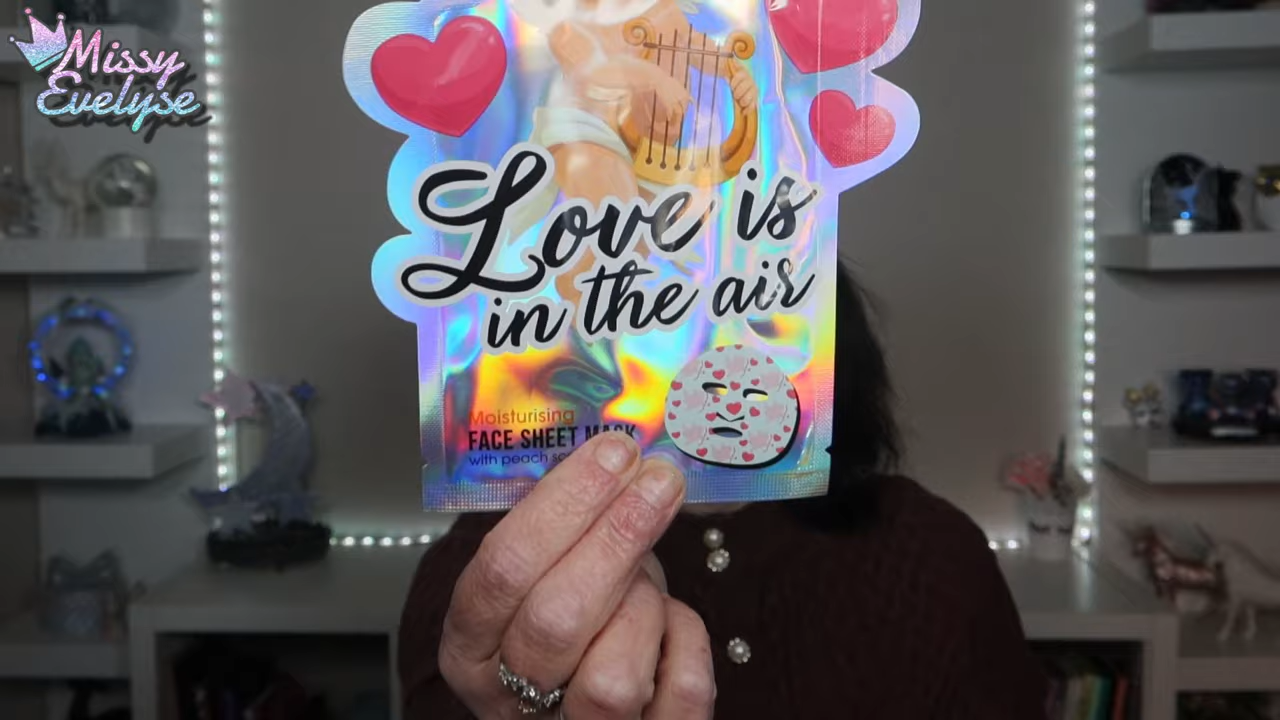 Missy
Evelyse
Love is
in the air
Moisturising
FACE SHEET MASK
with peach